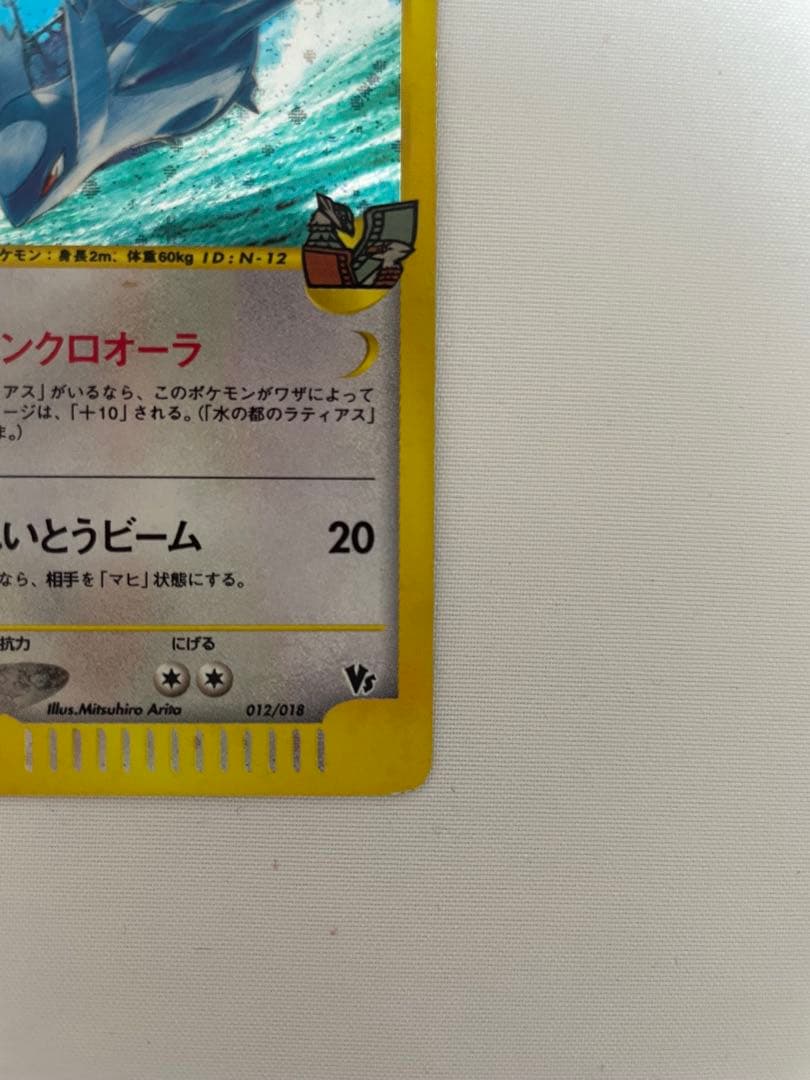 ケモン：身長2m、体重60kg ID：N-12
ンクロオーラ
アス」がいるなら、このポケモンがワザによって
ージは、「＋10」される。（「水の都のラティアス」
ま。）
いとうビーム 20
なら、相手を「マヒ」状態にする。
抗力 にげる
Vs
Illus.Mitsuhiro Arita 012/018